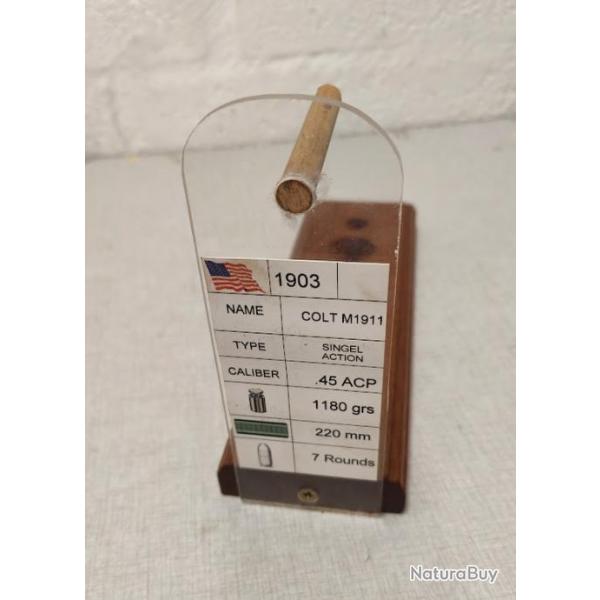 1903
NAME COLT M1911
TYPE SINGEL
ACTION
CALIBER .45 ACP
1180 grs
220 mm
7 Rounds
NaturaBuy